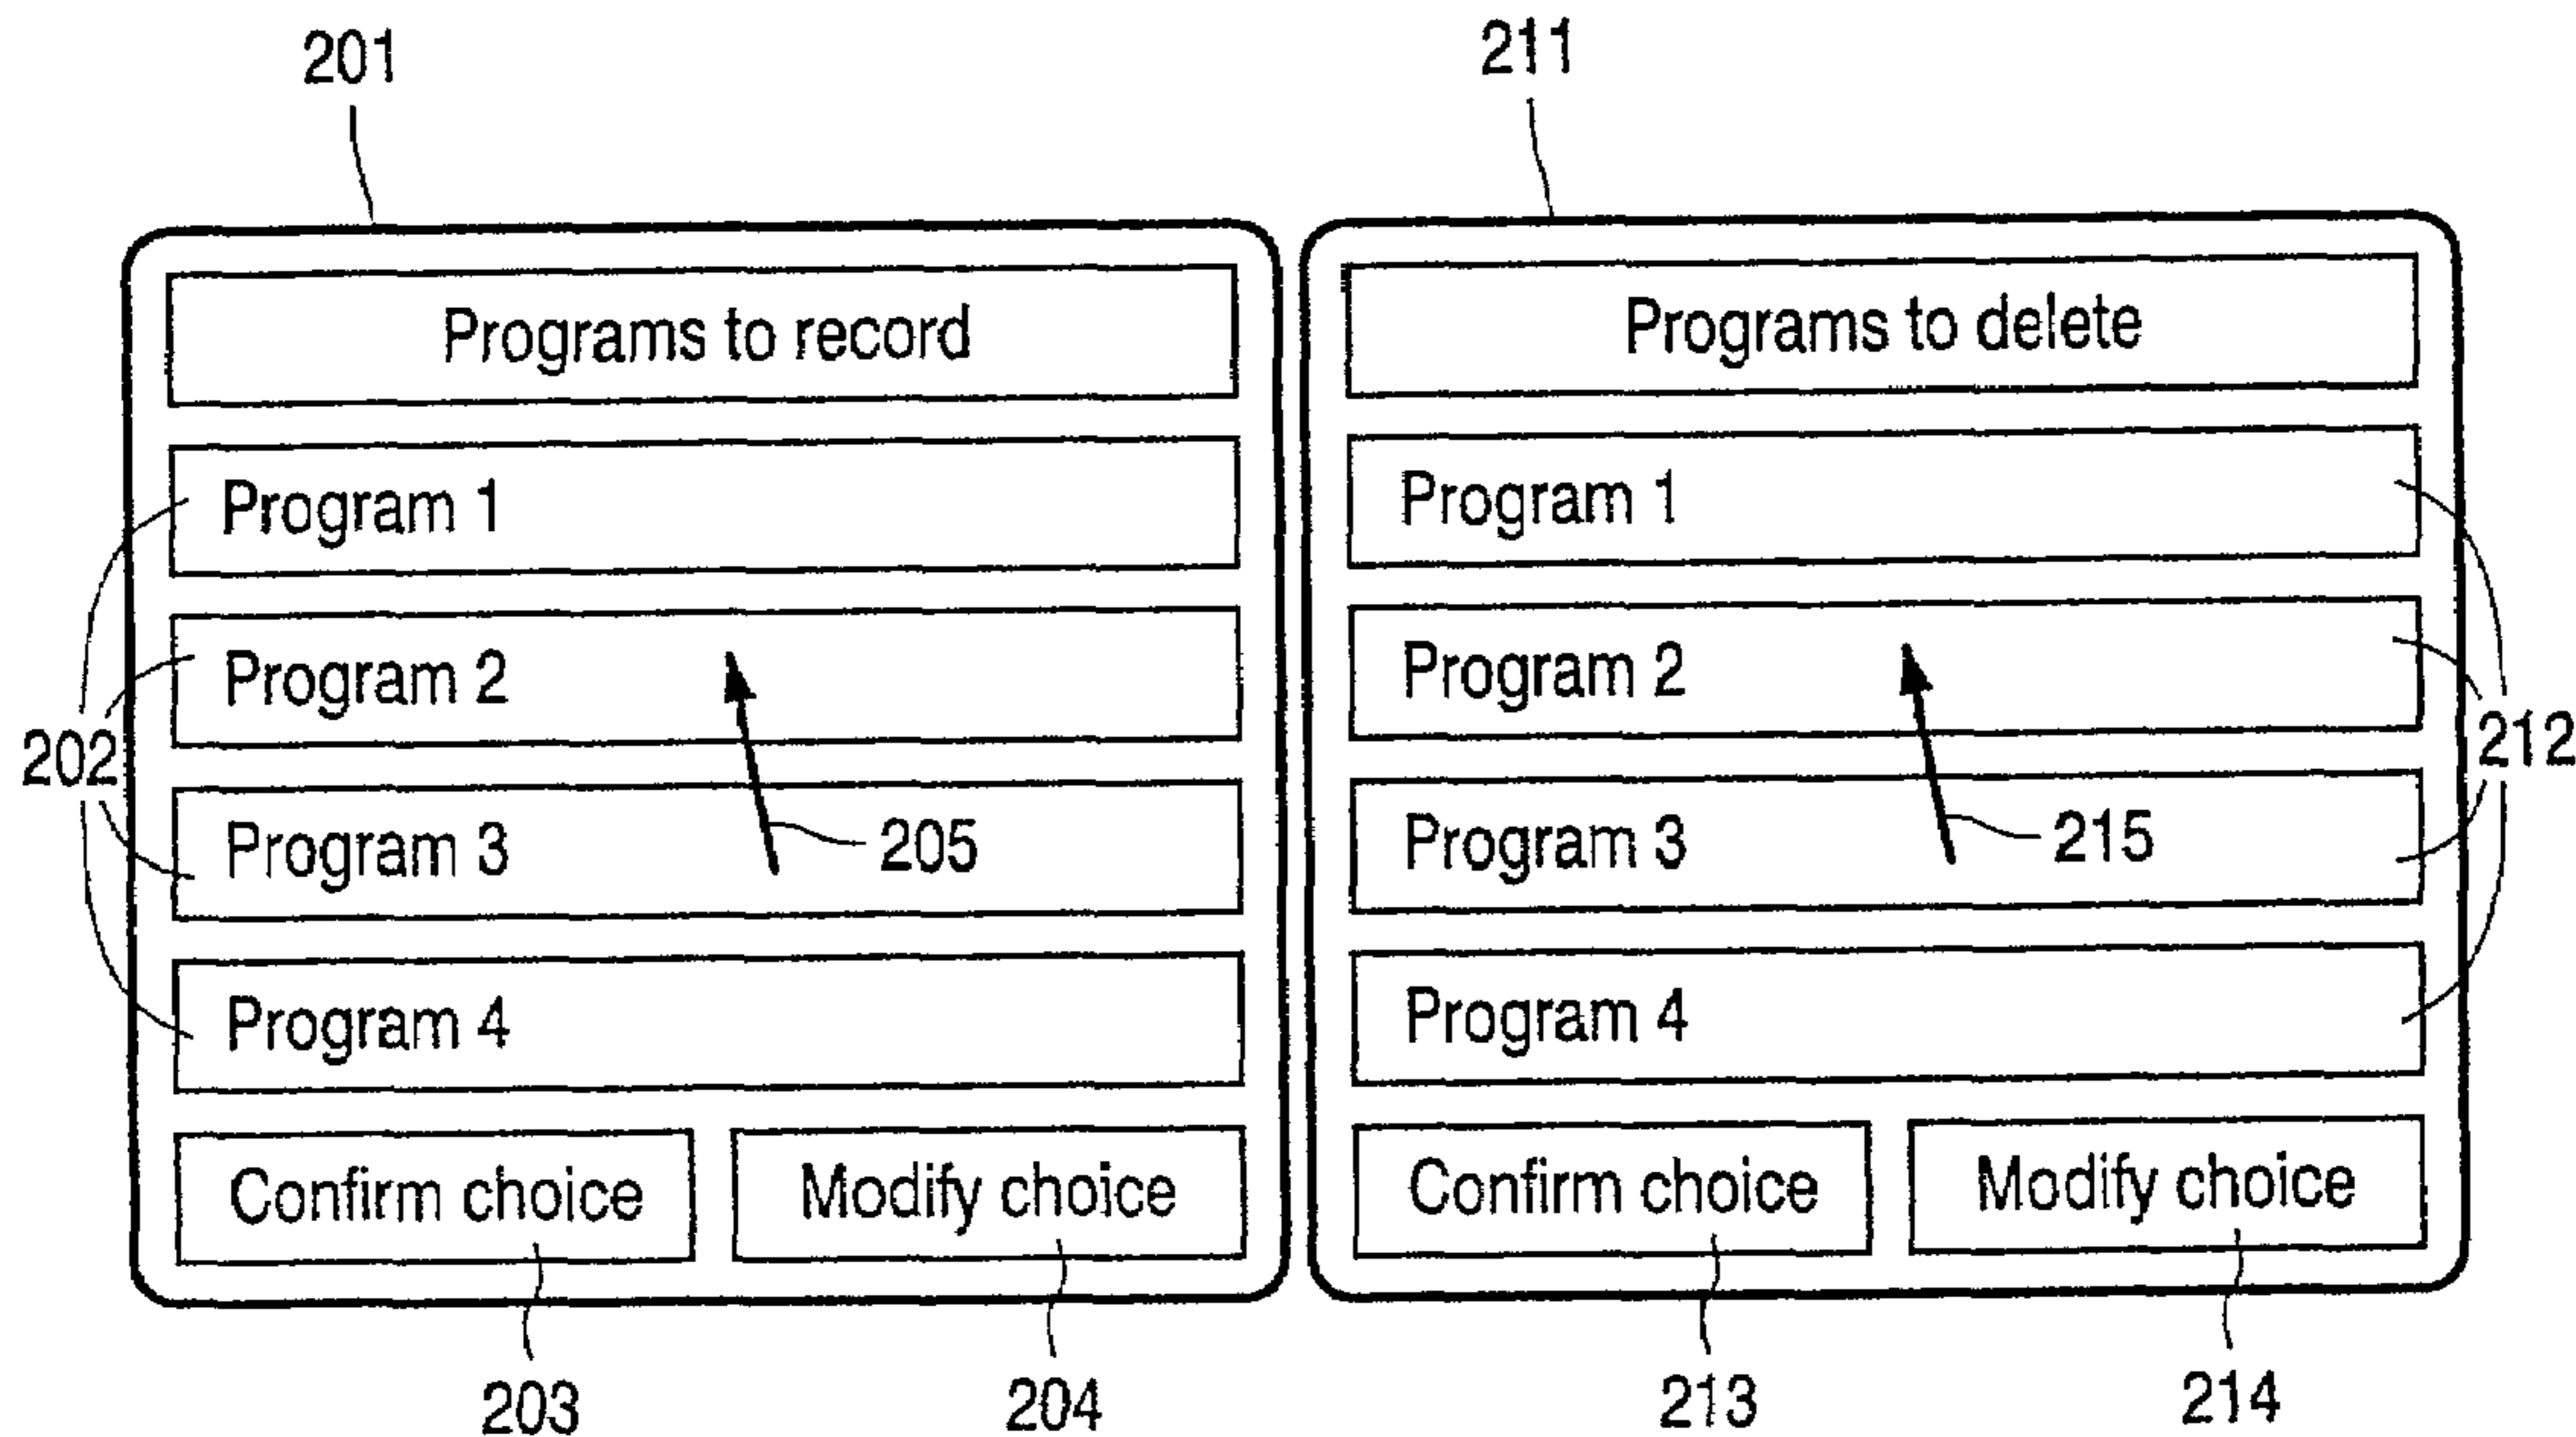 201
211
Programs to record
Programs to delete
Program 1
Program 1
Program 2
Program 2
202
212
Program 3
205
Program 3
215
Program 4
Program 4
Confirm choice
Modify choice
Confirm choice
Modify choice
203
204
213
214